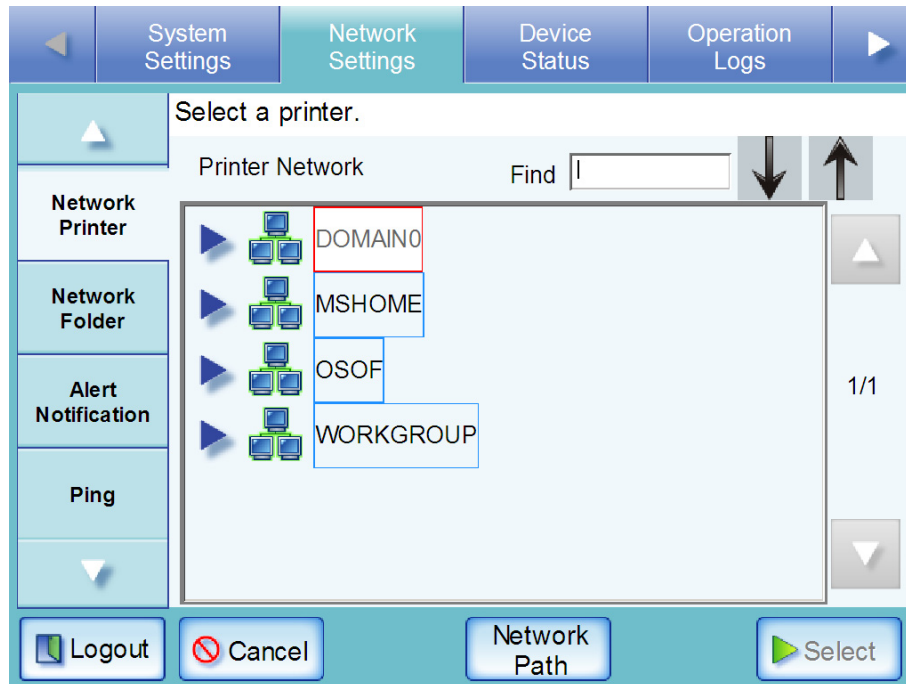 System Settings
Network Settings
Device Status
Operation Logs
Select a printer.
Printer Network
Find
Network Printer
Network Folder
Alert Notification
Ping
DOMAIN0
MSHOME
OSOF
WORKGROUP
1/1
Logout
Cancel
Network Path
Select